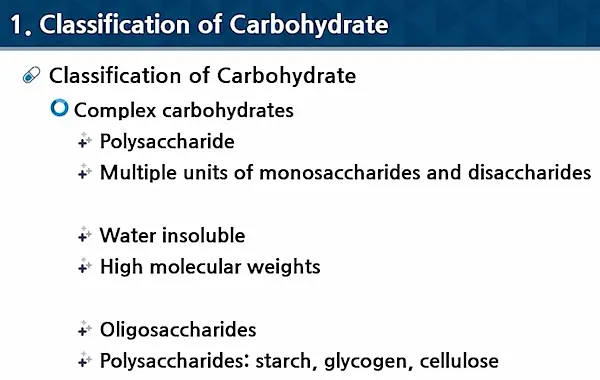 1. Classification of Carbohydrate
Classification of Carbohydrate
Complex carbohydrates
Polysaccharide
Multiple units of monosaccharides and disaccharides
Water insoluble
High molecular weights
Oligosaccharides
Polysaccharides: starch, glycogen, cellulose